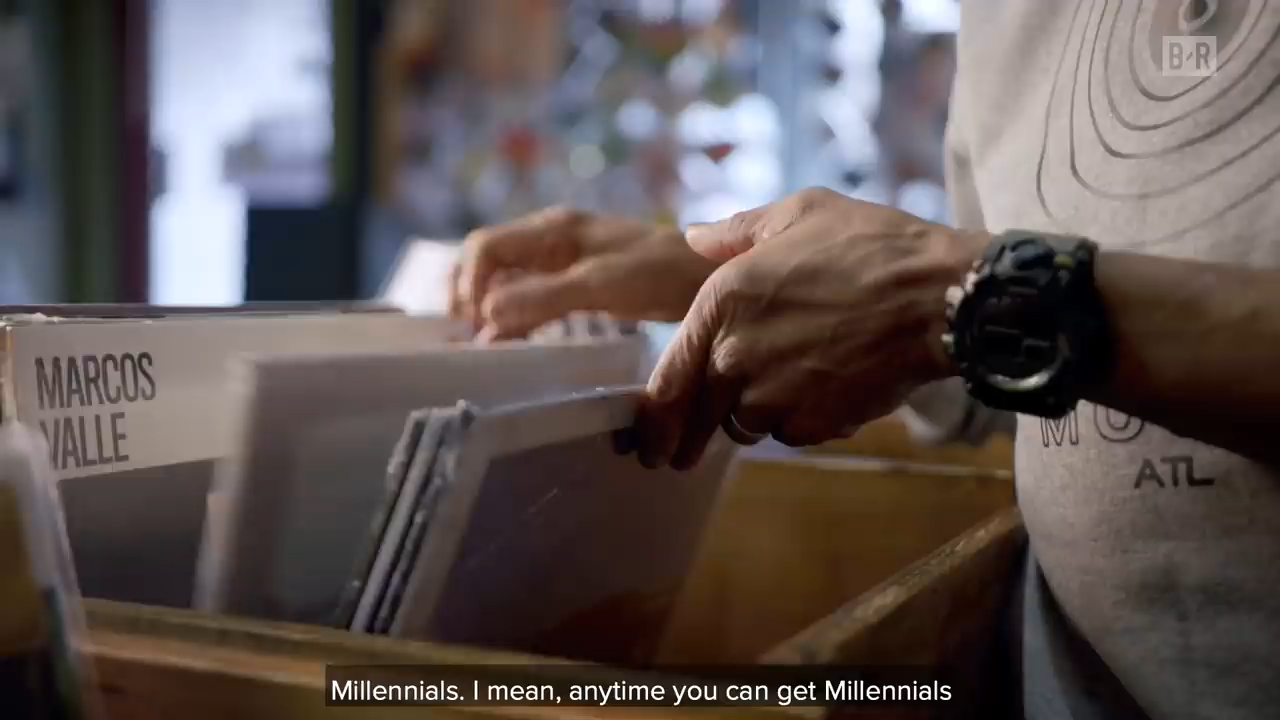 B/R
MARCOS
VALLE
ATL
Millennials. I mean, anytime you can get Millennials